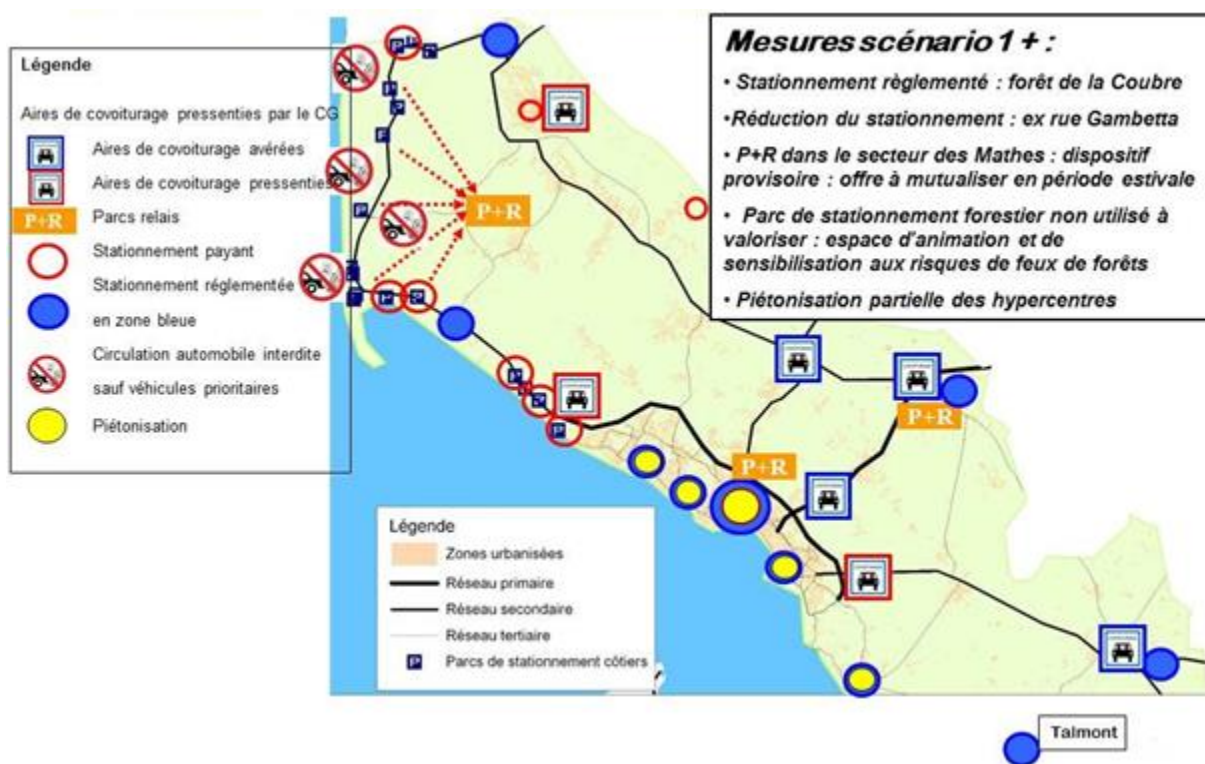 Légende
Aires de covoiturage pressenties par le CG
Aires de covoiturage avérées
Aires de covoiturage pressenties
P+R
Parcs relais
Stationnement payant
Stationnement réglementée
en zone bleue
Circulation automobile interdite
sauf véhicules prioritaires
Piétonisation
Mesures scénario 1 + :
• Stationnement règlementé : forêt de la Coubre
•Réduction du stationnement : ex rue Gambetta
• P+R dans le secteur des Mathes : dispositif
provisoire : offre à mutualiser en période estivale
• Parc de stationnement forestier non utilisé à
valoriser : espace d'animation et de
sensibilisation aux risques de feux de forêts
• Piétonisation partielle des hypercentres
P+R
P+R
P+R
Légende
Zones urbanisées
Réseau primaire
Réseau secondaire
Réseau tertiaire
P
Parcs de stationnement côtiers
Talmont